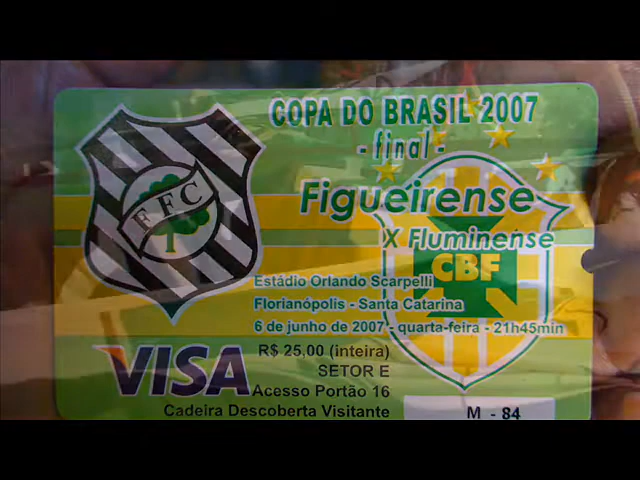 COPA DO BRASIL 2007
- final -
Figueirense
X Fluminense
FFC
CBF
Estádio Orlando Scarpelli
Florianópolis - Santa Catarina
6 de junho de 2007 - quarta-feira - 21h45min
VISA
R$ 25,00 (inteira)
SETOR E
Acesso Portão 16
Cadeira Descoberta Visitante
M - 84